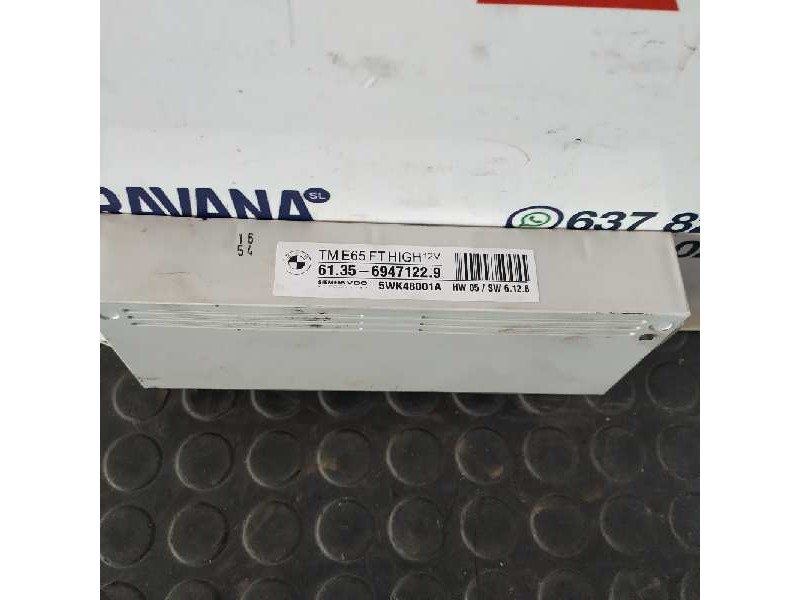 RAVANA SL
637 82
16
54
TM E65 FT HIGH 12V
61.35 - 6947122.9
SIEMENS VDO 5WK48001A
HW 05 / SW 6.12.6